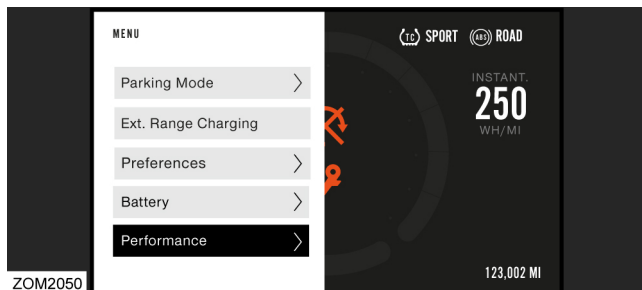 MENU
Parking Mode
Ext. Range Charging
Preferences
Battery
Performance
TC SPORT ABS ROAD
INSTANT.
250
WH/MI
123,002 MI
ZOM2050